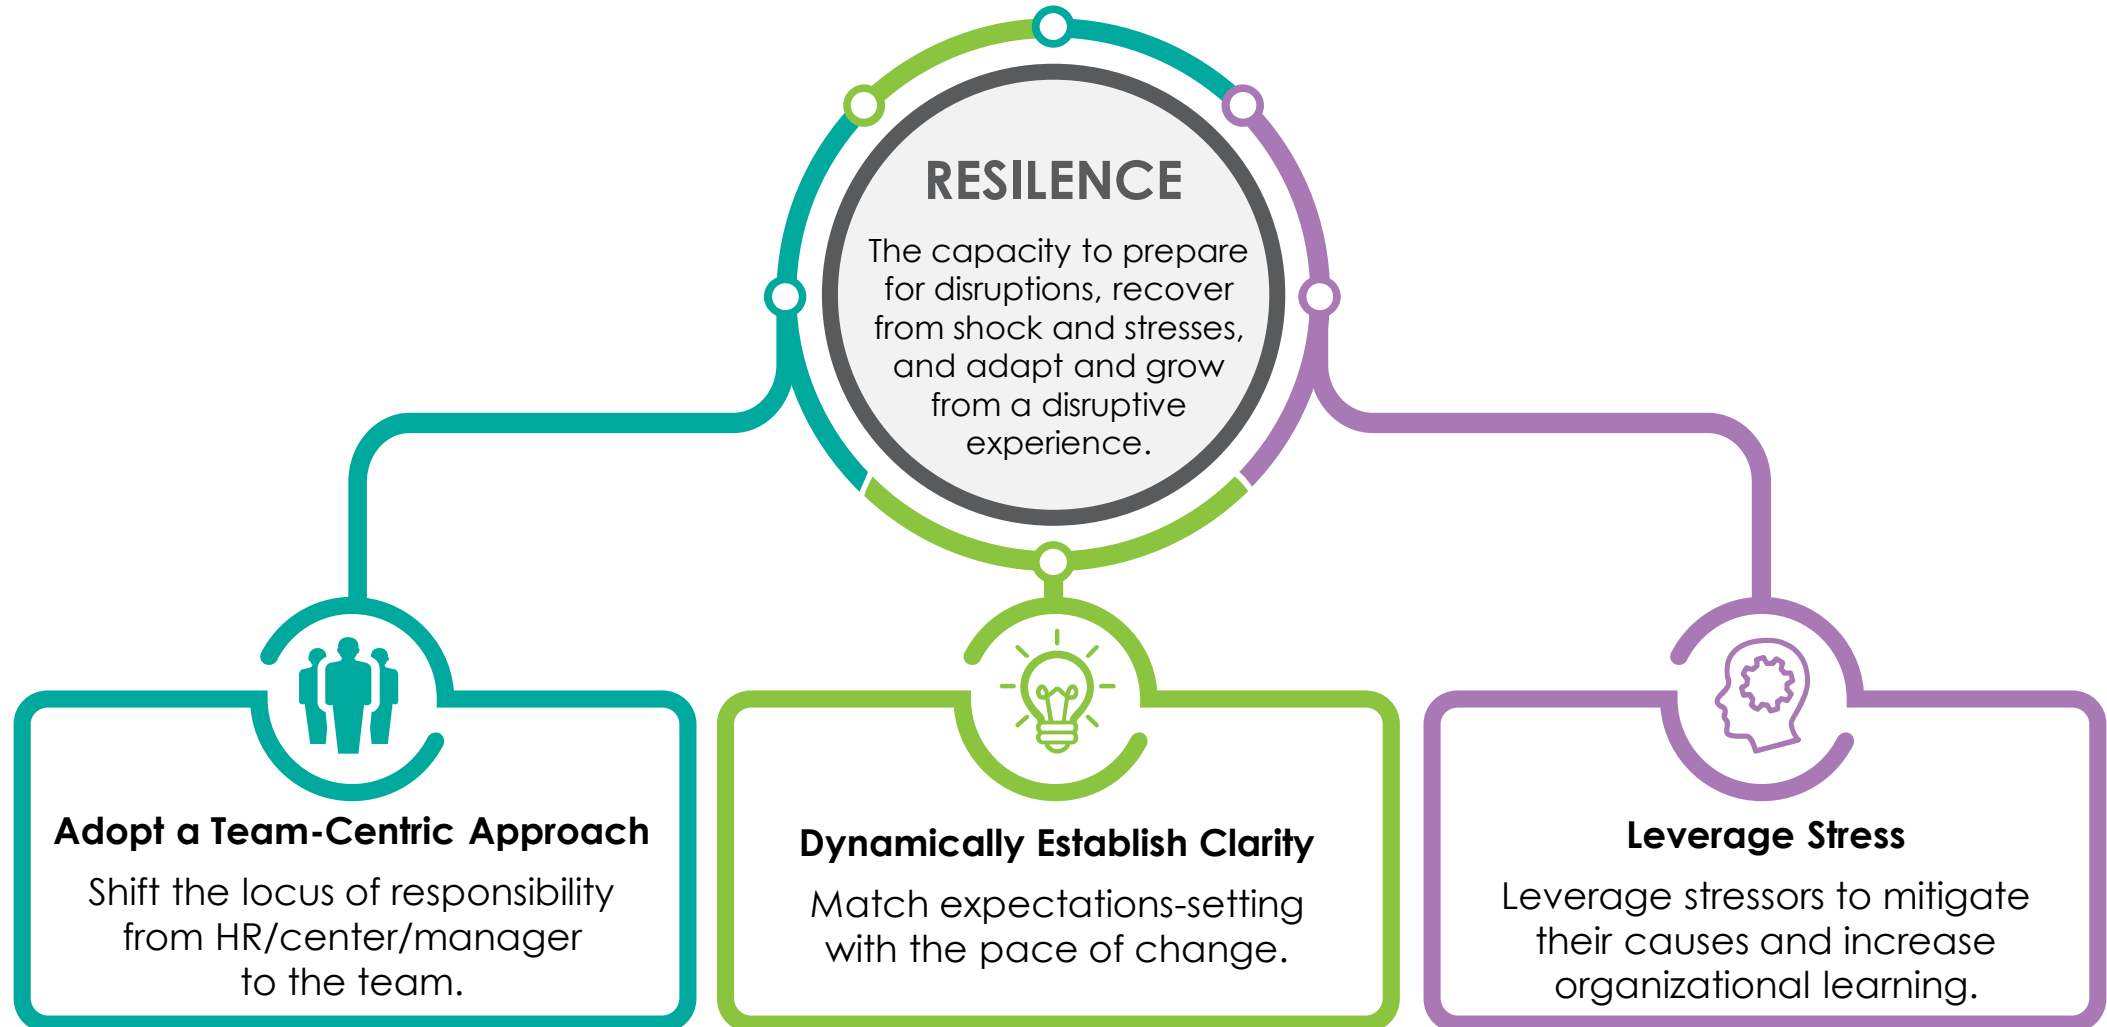 RESILENCE
The capacity to prepare
for disruptions, recover
from shock and stresses,
and adapt and grow
from a disruptive
experience.
Adopt a Team-Centric Approach
Shift the locus of responsibility
from HR/center/manager
to the team.
Dynamically Establish Clarity
Match expectations-setting
with the pace of change.
Leverage Stress
Leverage stressors to mitigate
their causes and increase
organizational learning.